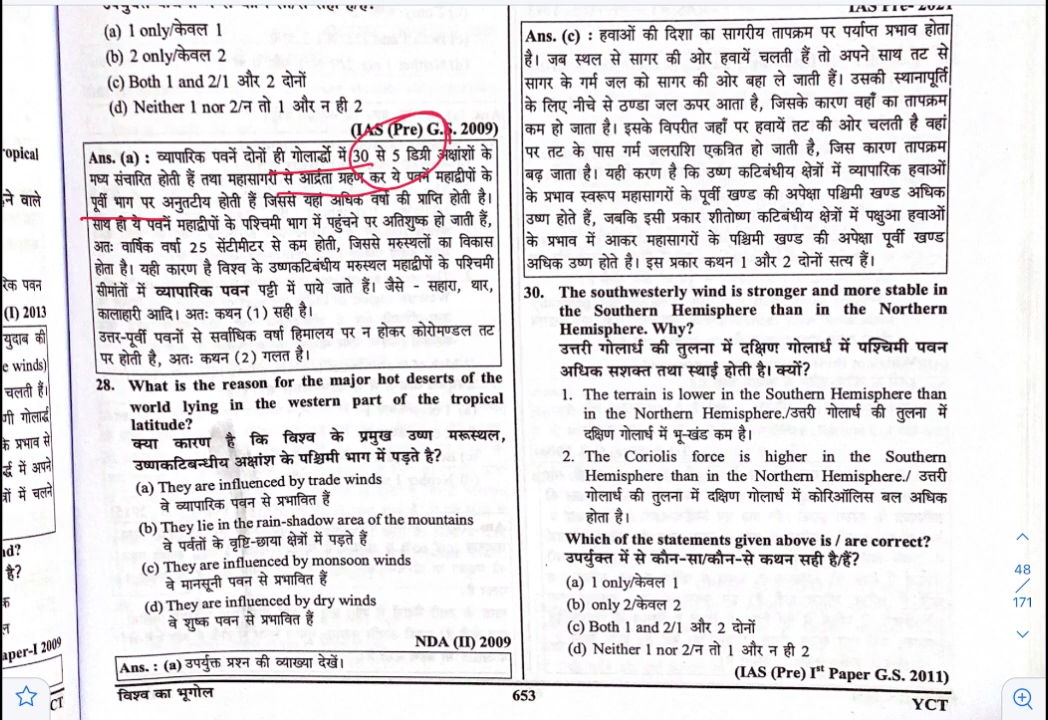 IAS Pre- 2021
(a) 1 only/केवल 1
(b) 2 only/केवल 2
(c) Both 1 and 2/1 और 2 दोनों
(d) Neither 1 nor 2/न तो 1 और न ही 2
(IAS (Pre) G.S. 2009)
Ans. (a) : व्यापारिक पवनें दोनों ही गोलार्द्धों में 30 से 5 डिग्री अक्षांशों के
मध्य संचारित होती हैं तथा महासागरों से आर्द्रता ग्रहण कर ये पवनें महाद्वीपों के
पूर्वी भाग पर अनुतटीय होती हैं जिससे यहां अधिक वर्षा की प्राप्ति होती है।
साथ ही ये पवनें महाद्वीपों के पश्चिमी भाग में पहुंचने पर अतिशुष्क हो जाती हैं,
अतः वार्षिक वर्षा 25 सेंटीमीटर से कम होती, जिससे मरुस्थलों का विकास
होता है। यही कारण है विश्व के उष्णकटिबंधीय मरुस्थल महाद्वीपों के पश्चिमी
सीमांतों में व्यापारिक पवन पट्टी में पाये जाते हैं। जैसे - सहारा, थार,
कालाहारी आदि। अतः कथन (1) सही है।
उत्तर-पूर्वी पवनों से सर्वाधिक वर्षा हिमालय पर न होकर कोरोमण्डल तट
पर होती है, अतः कथन (2) गलत है।
28. What is the reason for the major hot deserts of the
world lying in the western part of the tropical
latitude?
क्या कारण है कि विश्व के प्रमुख उष्ण मरूस्थल,
उष्णकटिबन्धीय अक्षांश के पश्चिमी भाग में पड़ते है?
(a) They are influenced by trade winds
वे व्यापारिक पवन से प्रभावित हैं
(b) They lie in the rain-shadow area of the mountains
वे पर्वतों के वृष्टि-छाया क्षेत्रों में पड़ते हैं
(c) They are influenced by monsoon winds
वे मानसूनी पवन से प्रभावित हैं
(d) They are influenced by dry winds
वे शुष्क पवन से प्रभावित हैं
NDA (II) 2009
Ans. : (a) उपर्युक्त प्रश्न की व्याख्या देखें।
Ans. (c) : हवाओं की दिशा का सागरीय तापक्रम पर पर्याप्त प्रभाव होता
है। जब स्थल से सागर की ओर हवायें चलती हैं तो अपने साथ तट से
सागर के गर्म जल को सागर की ओर बहा ले जाती हैं। उसकी स्थानापूर्ति
के लिए नीचे से ठण्डा जल ऊपर आता है, जिसके कारण वहाँ का तापक्रम
कम हो जाता है। इसके विपरीत जहाँ पर हवायें तट की ओर चलती है वहां
पर तट के पास गर्म जलराशि एकत्रित हो जाती है, जिस कारण तापक्रम
बढ़ जाता है। यही करण है कि उष्ण कटिबंधीय क्षेत्रों में व्यापारिक हवाओं
के प्रभाव स्वरूप महासागरों के पूर्वी खण्ड की अपेक्षा पश्चिमी खण्ड अधिक
उष्ण होते हैं, जबकि इसी प्रकार शीतोष्ण कटिबंधीय क्षेत्रों में पछुआ हवाओं
के प्रभाव में आकर महासागरों के पश्चिमी खण्ड की अपेक्षा पूर्वी खण्ड
अधिक उष्ण होते है। इस प्रकार कथन 1 और 2 दोनों सत्य हैं।
30. The southwesterly wind is stronger and more stable in
the Southern Hemisphere than in the Northern
Hemisphere. Why?
उत्तरी गोलार्ध की तुलना में दक्षिण गोलार्ध में पश्चिमी पवन
अधिक सशक्त तथा स्थाई होती है। क्यों?
1. The terrain is lower in the Southern Hemisphere than
in the Northern Hemisphere./उत्तरी गोलार्ध की तुलना में
दक्षिण गोलार्ध में भू-खंड कम है।
2. The Coriolis force is higher in the Southern
Hemisphere than in the Northern Hemisphere./ उत्तरी
गोलार्ध की तुलना में दक्षिण गोलार्ध में कोरिऑलिस बल अधिक
होता है।
Which of the statements given above is / are correct?
उपर्युक्त में से कौन-सा/कौन-से कथन सही है/हैं?
(a) 1 only/केवल 1
(b) only 2/केवल 2
(c) Both 1 and 2/1 और 2 दोनों
(d) Neither 1 nor 2/न तो 1 और न ही 2
(IAS (Pre) Iˢᵗ Paper G.S. 2011)
विश्व का भूगोल
653
YCT
48
171